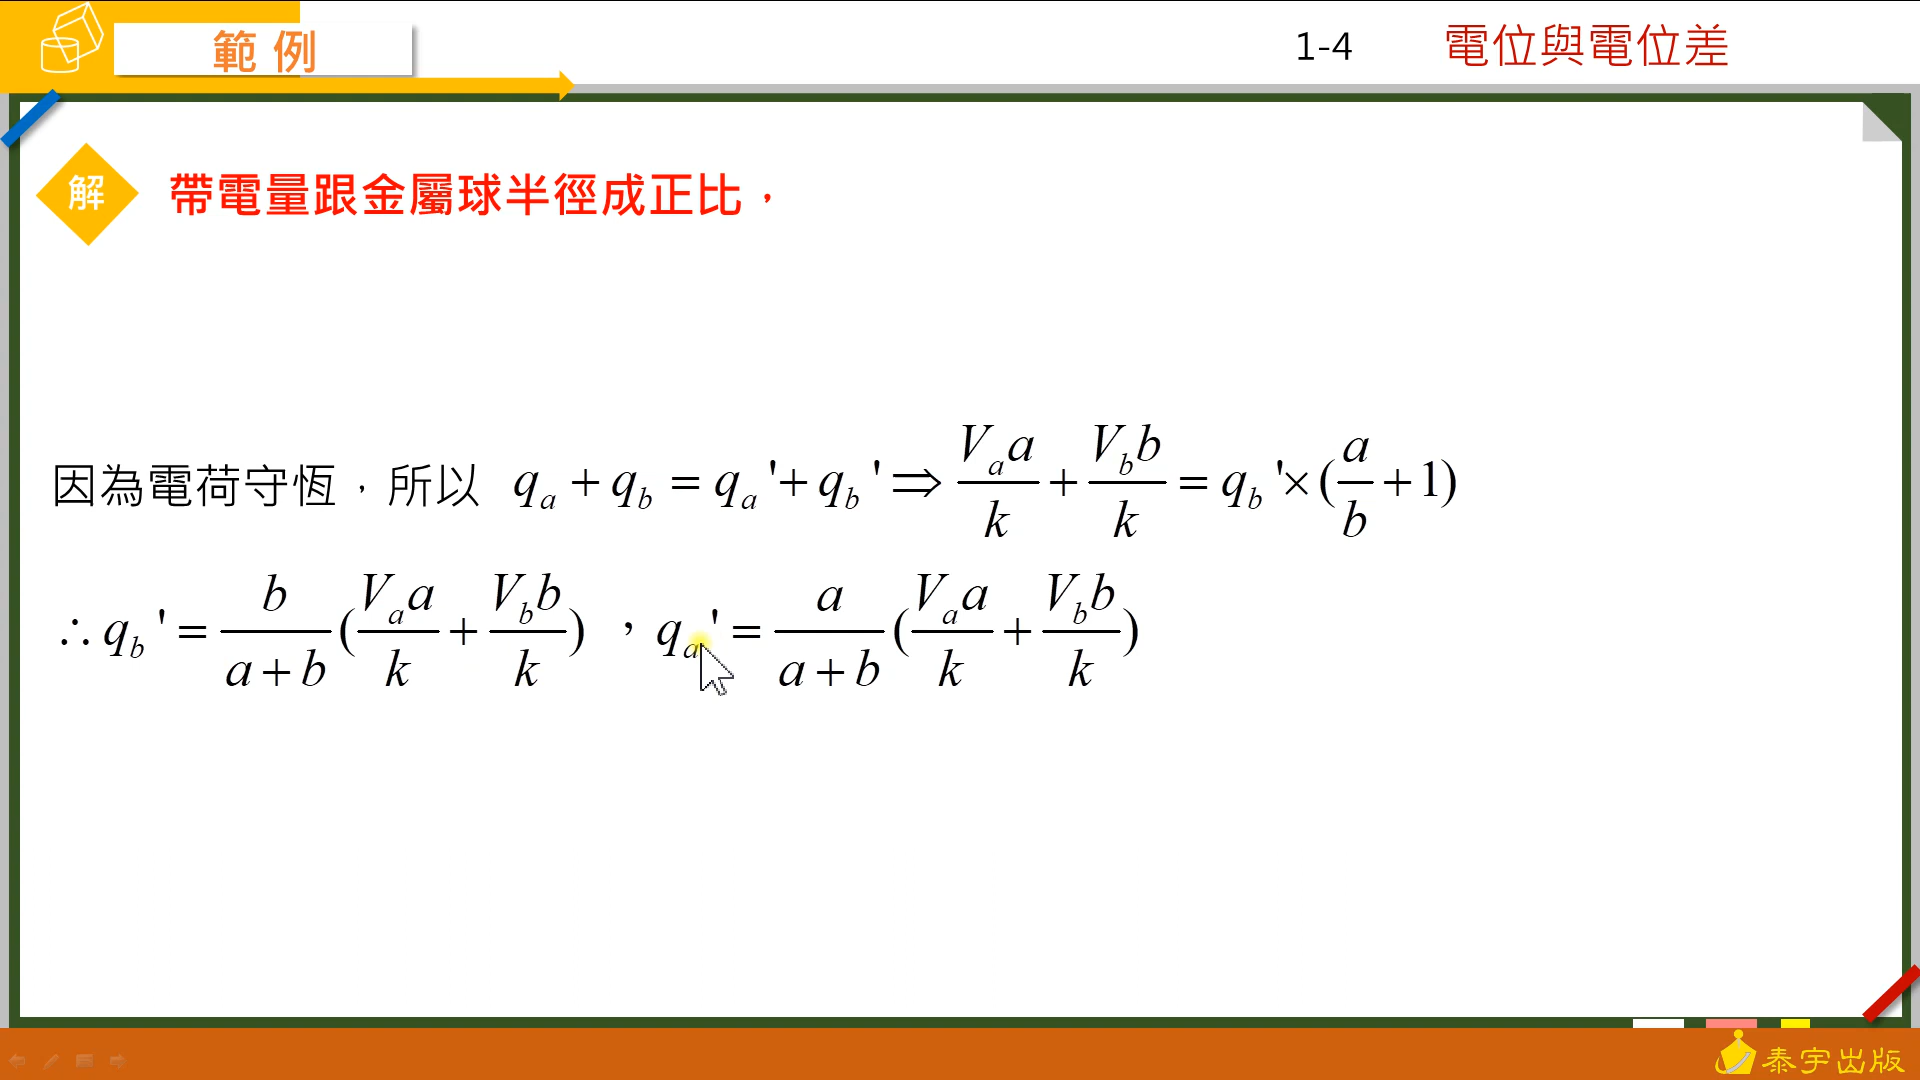 範例
1-4 電位與電位差
解 帶電量跟金屬球半徑成正比，
因為電荷守恆，所以 q_a + q_b = q_a' + q_b' ⇒ V_a a / k + V_b b / k = q_b' × (a / b + 1)
∴ q_b' = b / (a + b) (V_a a / k + V_b b / k) ，q_a' = a / (a + b) (V_a a / k + V_b b / k)
泰宇出版